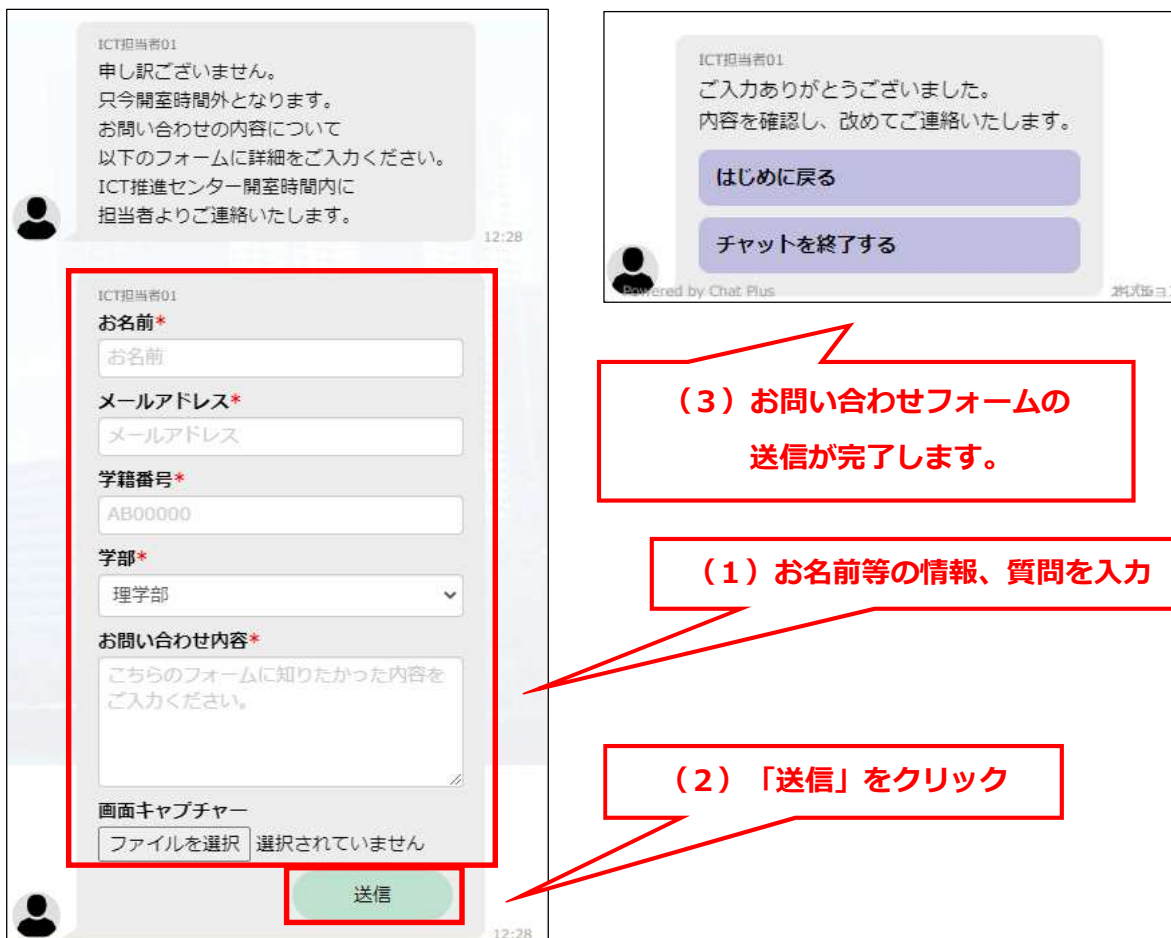 ICT担当者01
申し訳ございません。
只今開室時間外となります。
お問い合わせの内容について
以下のフォームに詳細をご入力ください。
ICT推進センター開室時間内に
担当者よりご連絡いたします。
12:28
ICT担当者01
お名前*
お名前
メールアドレス*
メールアドレス
学籍番号*
AB00000
学部*
理学部
お問い合わせ内容*
こちらのフォームに知りたかった内容を
ご入力ください。
画面キャプチャー
ファイルを選択 選択されていません
送信
12:28
ICT担当者01
ご入力ありがとうございました。
内容を確認し、改めてご連絡いたします。
はじめに戻る
チャットを終了する
Powered by Chat Plus
（３）お問い合わせフォームの
送信が完了します。
（１）お名前等の情報、質問を入力
（２）「送信」をクリック